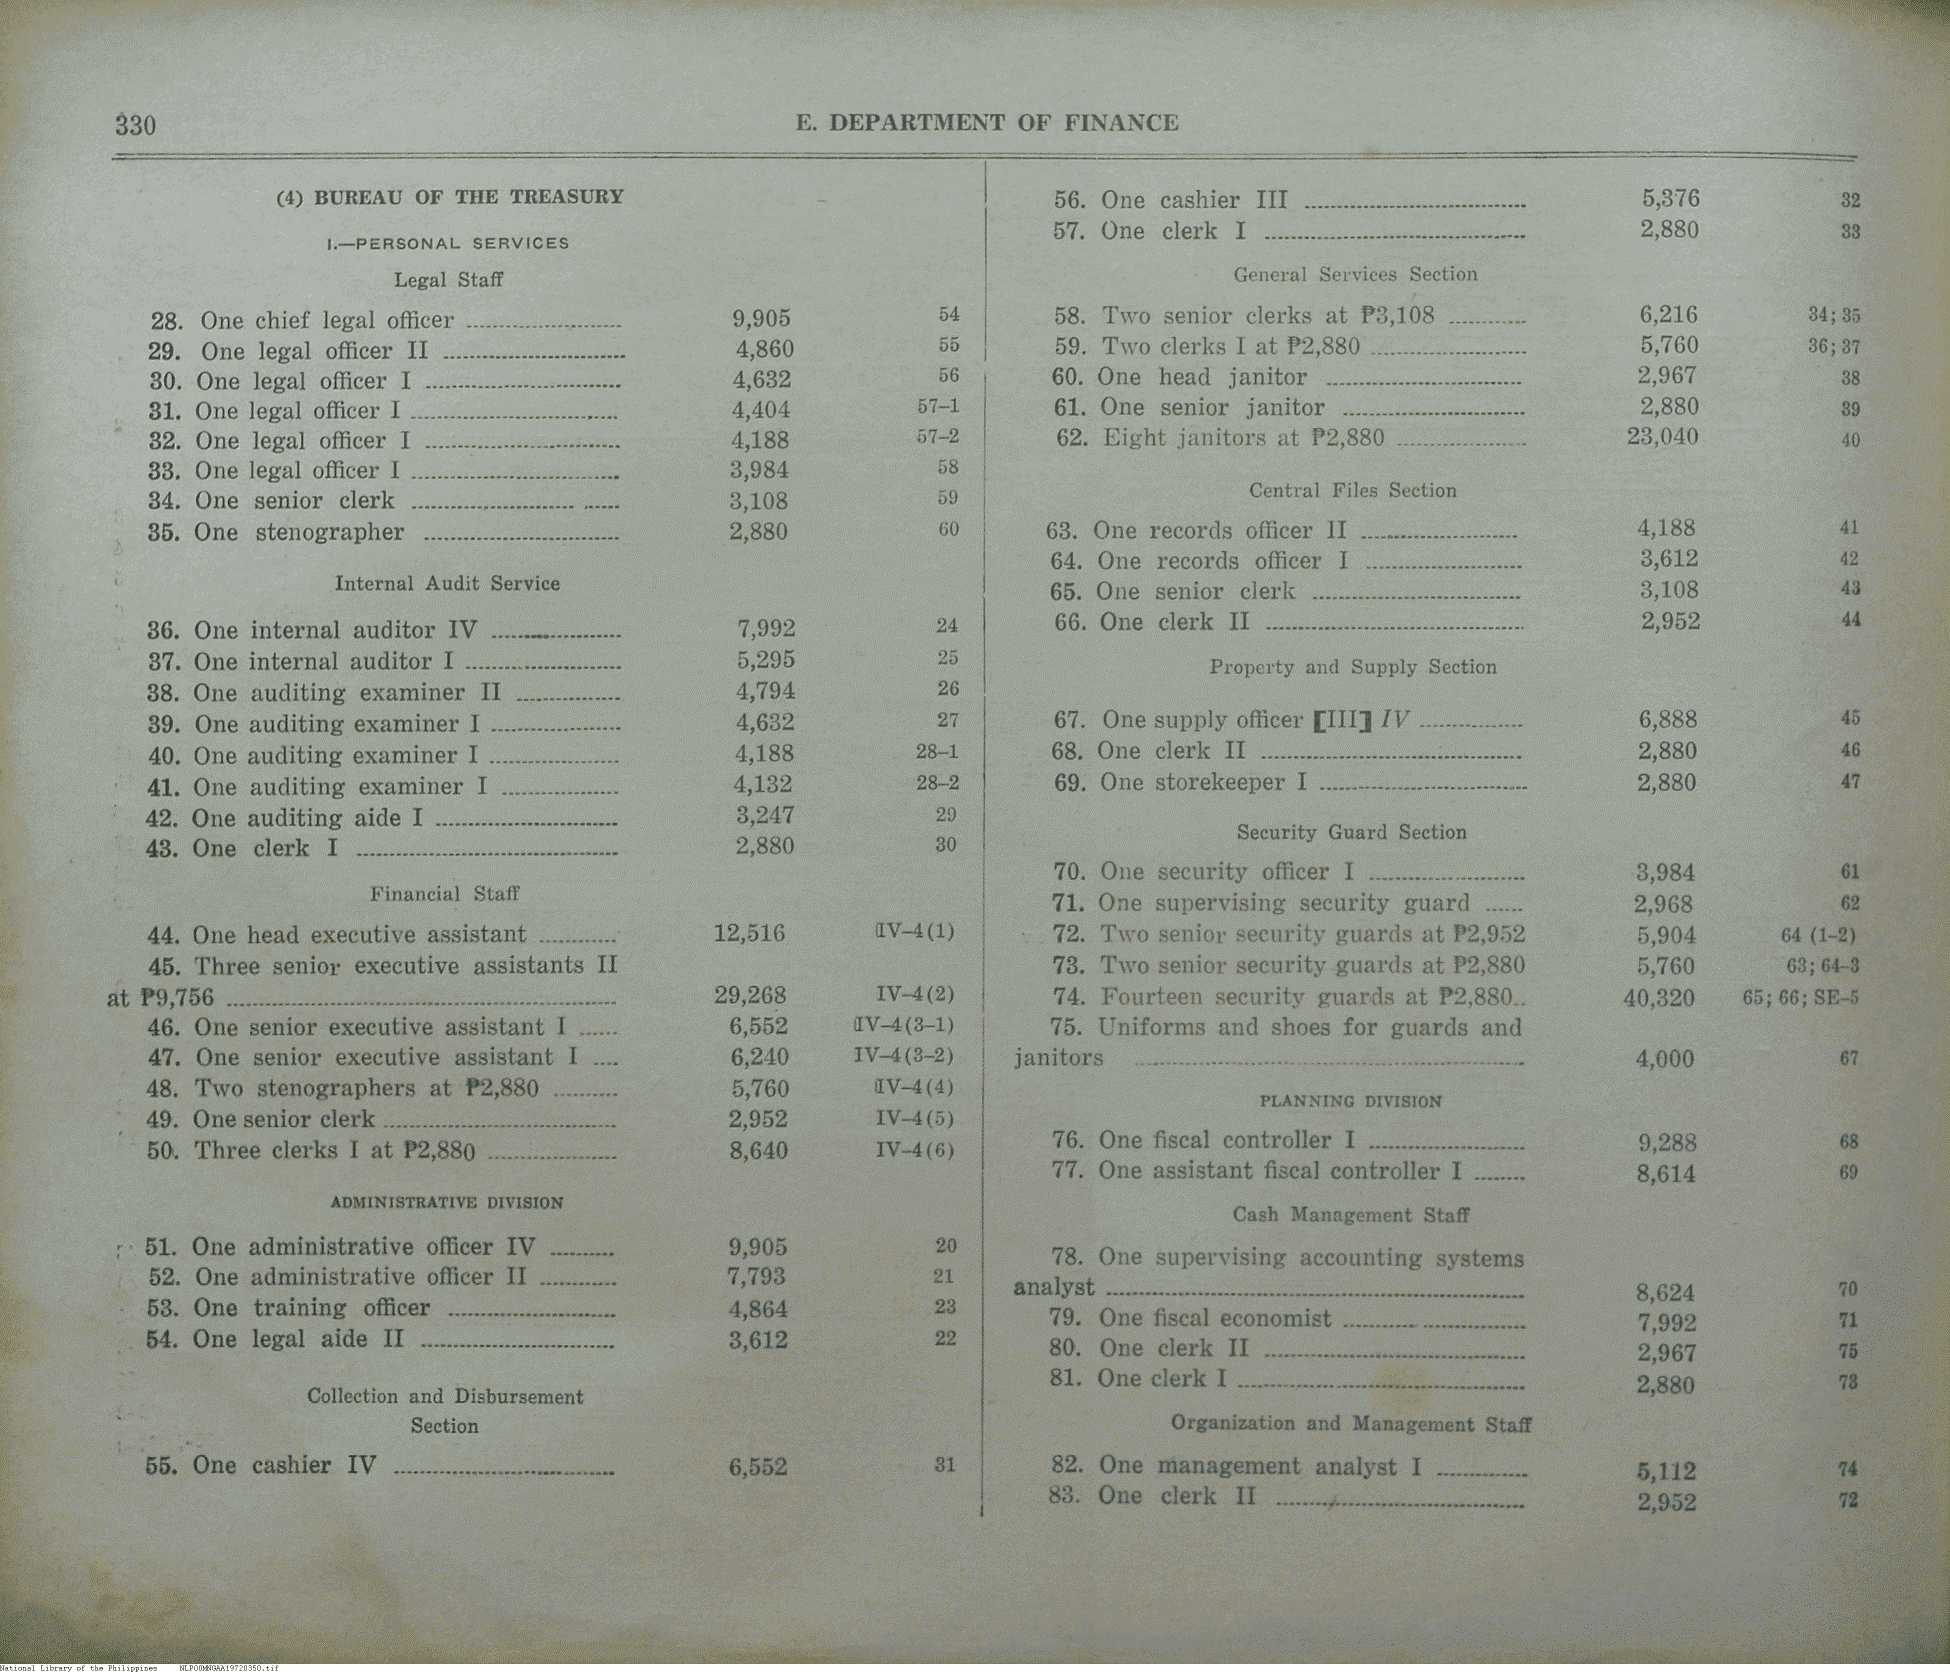 330
E. DEPARTMENT OF FINANCE
(4) BUREAU OF THE TREASURY
I.—PERSONAL SERVICES
Legal Staff
28. One chief legal officer ........................ 9,905 54
29. One legal officer II ............................ 4,860 55
30. One legal officer I .............................. 4,632 56
31. One legal officer I ................................ 4,404 57–1
32. One legal officer I .............................. 4,188 57–2
33. One legal officer I ................................ 3,984 58
34. One senior clerk ................................ 3,108 59
35. One stenographer .............................. 2,880 60
Internal Audit Service
36. One internal auditor IV .................... 7,992 24
37. One internal auditor I ........................ 5,295 25
38. One auditing examiner II ................ 4,794 26
39. One auditing examiner I .................... 4,632 27
40. One auditing examiner I .................... 4,188 28–1
41. One auditing examiner I .................. 4,132 28–2
42. One auditing aide I ............................ 3,247 29
43. One clerk I ........................................ 2,880 30
Financial Staff
44. One head executive assistant ............ 12,516 IV–4(1)
45. Three senior executive assistants II
at ₱9,756 ............................................................ 29,268 IV–4(2)
46. One senior executive assistant I ...... 6,552 IV–4(3–1)
47. One senior executive assistant I .... 6,240 IV–4(3–2)
48. Two stenographers at ₱2,880 .......... 5,760 IV–4(4)
49. One senior clerk .................................... 2,952 IV–4(5)
50. Three clerks I at ₱2,880 .................... 8,640 IV–4(6)
ADMINISTRATIVE DIVISION
51. One administrative officer IV .......... 9,905 20
52. One administrative officer II ............ 7,793 21
53. One training officer .......................... 4,864 23
54. One legal aide II .............................. 3,612 22
Collection and Disbursement
Section
55. One cashier IV .................................. 6,552 31
56. One cashier III .................................. 5,376 32
57. One clerk I ........................................ 2,880 33
General Services Section
58. Two senior clerks at ₱3,108 ............ 6,216 34; 35
59. Two clerks I at ₱2,880 ........................ 5,760 36; 37
60. One head janitor .............................. 2,967 38
61. One senior janitor ............................ 2,880 39
62. Eight janitors at ₱2,880 .................... 23,040 40
Central Files Section
63. One records officer II ........................ 4,188 41
64. One records officer I ........................ 3,612 42
65. One senior clerk ................................ 3,108 43
66. One clerk II ........................................ 2,952 44
Property and Supply Section
67. One supply officer 【III】 IV ................ 6,888 45
68. One clerk II ........................................ 2,880 46
69. One storekeeper I ................................ 2,880 47
Security Guard Section
70. One security officer I ........................ 3,984 61
71. One supervising security guard ...... 2,968 62
72. Two senior security guards at ₱2,952 5,904 64 (1–2)
73. Two senior security guards at ₱2,880 5,760 63; 64–3
74. Fourteen security guards at ₱2,880.. 40,320 65; 66; SE–5
75. Uniforms and shoes for guards and
janitors ............................................................ 4,000 67
PLANNING DIVISION
76. One fiscal controller I ........................ 9,288 68
77. One assistant fiscal controller I ........ 8,614 69
Cash Management Staff
78. One supervising accounting systems
analyst ................................................................ 8,624 70
79. One fiscal economist ............................ 7,992 71
80. One clerk II ........................................ 2,967 75
81. One clerk I ............................................ 2,880 73
Organization and Management Staff
82. One management analyst I .............. 5,112 74
83. One clerk II ...................................... 2,952 72
National Library of the Philippines NLPO0MNGAA19720350.tif